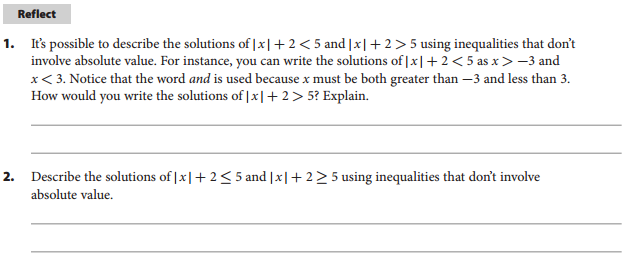 Reflect
1. It's possible to describe the solutions of |x| + 2 < 5 and |x| + 2 > 5 using inequalities that don't
involve absolute value. For instance, you can write the solutions of |x| + 2 < 5 as x > −3 and
x < 3. Notice that the word and is used because x must be both greater than −3 and less than 3.
How would you write the solutions of |x| + 2 > 5? Explain.
2. Describe the solutions of |x| + 2 ≤ 5 and |x| + 2 ≥ 5 using inequalities that don't involve
absolute value.